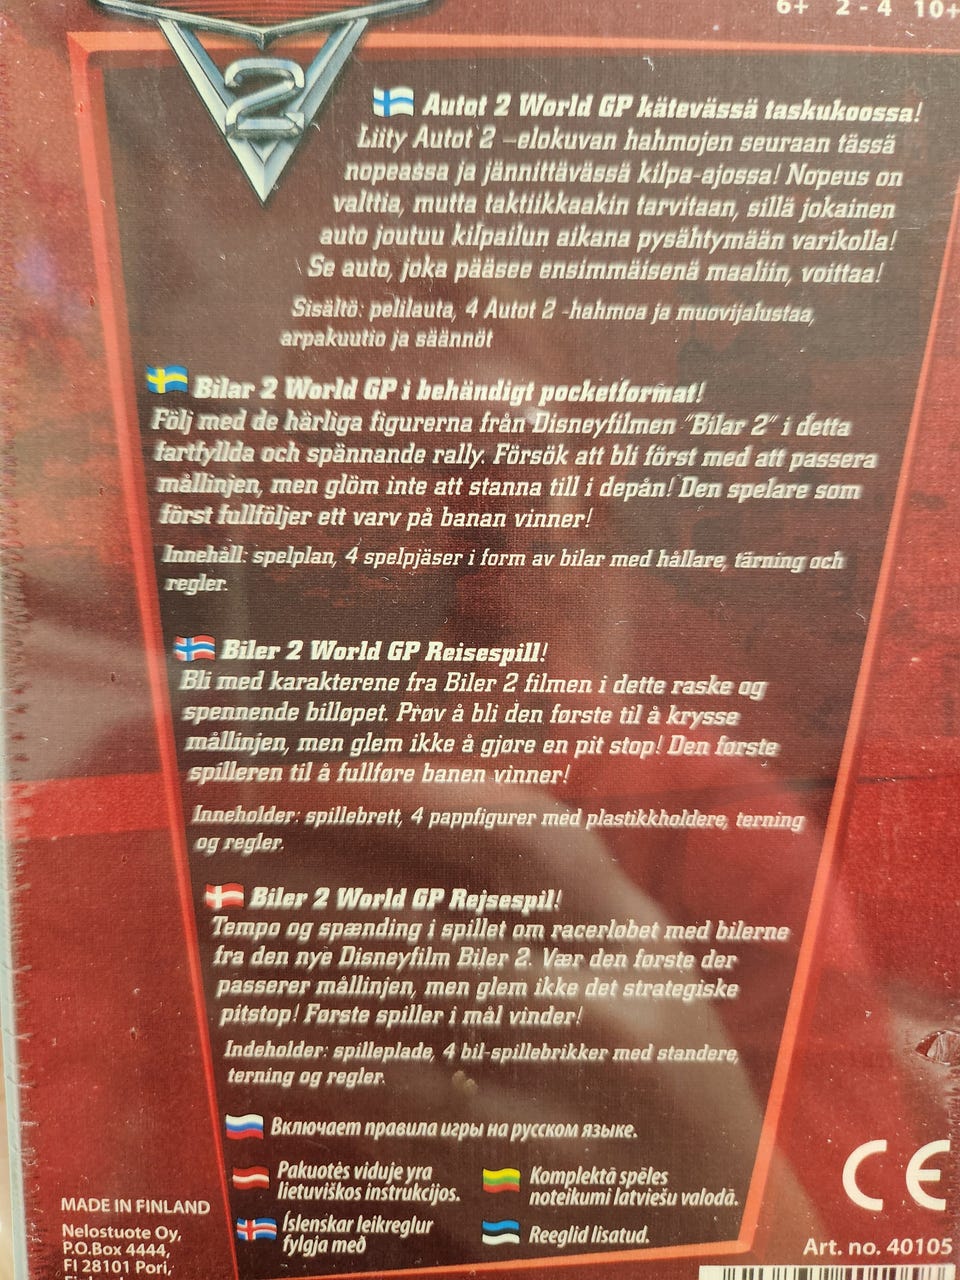 6+ 2 - 4 10+
2
Autot 2 World GP kätevässä taskukoossa!
Liity Autot 2 –elokuvan hahmojen seuraan tässä
nopeassa ja jännittävässä kilpa-ajossa! Nopeus on
valttia, mutta taktiikkaakin tarvitaan, sillä jokainen
auto joutuu kilpailun aikana pysähtymään varikolla!
Se auto, joka pääsee ensimmäisenä maaliin, voittaa!
Sisältö: pelilauta, 4 Autot 2 -hahmoa ja muovijalustaa,
arpakuutio ja säännöt
Bilar 2 World GP i behändigt pocketformat!
Följ med de härliga figurerna från Disneyfilmen "Bilar 2" i detta
fartfyllda och spännande rally. Försök att bli först med att passera
mållinjen, men glöm inte att stanna till i depån! Den spelare som
först fullföljer ett varv på banan vinner!
Innehåll: spelplan, 4 spelpjäser i form av bilar med hållare, tärning och
regler.
Biler 2 World GP Reisespill!
Bli med karakterene fra Biler 2 filmen i dette raske og
spennende billøpet. Prøv å bli den første til å krysse
mållinjen, men glem ikke å gjøre en pit stop! Den første
spilleren til å fullføre banen vinner!
Inneholder: spillebrett, 4 pappfigurer med plastikkholdere, terning
og regler.
Biler 2 World GP Rejsespil!
Tempo og spænding i spillet om racerløbet med bilerne
fra den nye Disneyfilm Biler 2. Vær den første der
passerer mållinjen, men glem ikke det strategiske
pitstop! Første spiller i mål vinder!
Indeholder: spilleplade, 4 bil-spillebrikker med standere,
terning og regler.
Включает правила игры на русском языке.
Pakuotės viduje yra
lietuviškos instrukcijos.
Komplektā spēles
noteikumi latviešu valodā.
Íslenskar leikreglur
fylgja með
Reeglid lisatud.
CE
MADE IN FINLAND
Nelostuote Oy,
P.O.Box 4444,
FI 28101 Pori,
Finland
Art. no. 40105